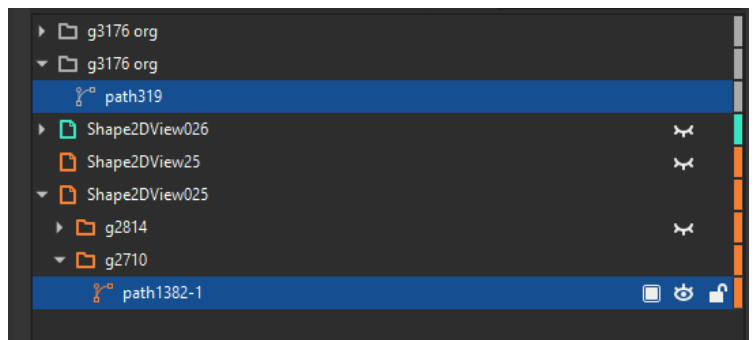 g3176 org
g3176 org
path319
Shape2DView026
Shape2DView25
Shape2DView025
g2814
g2710
path1382-1